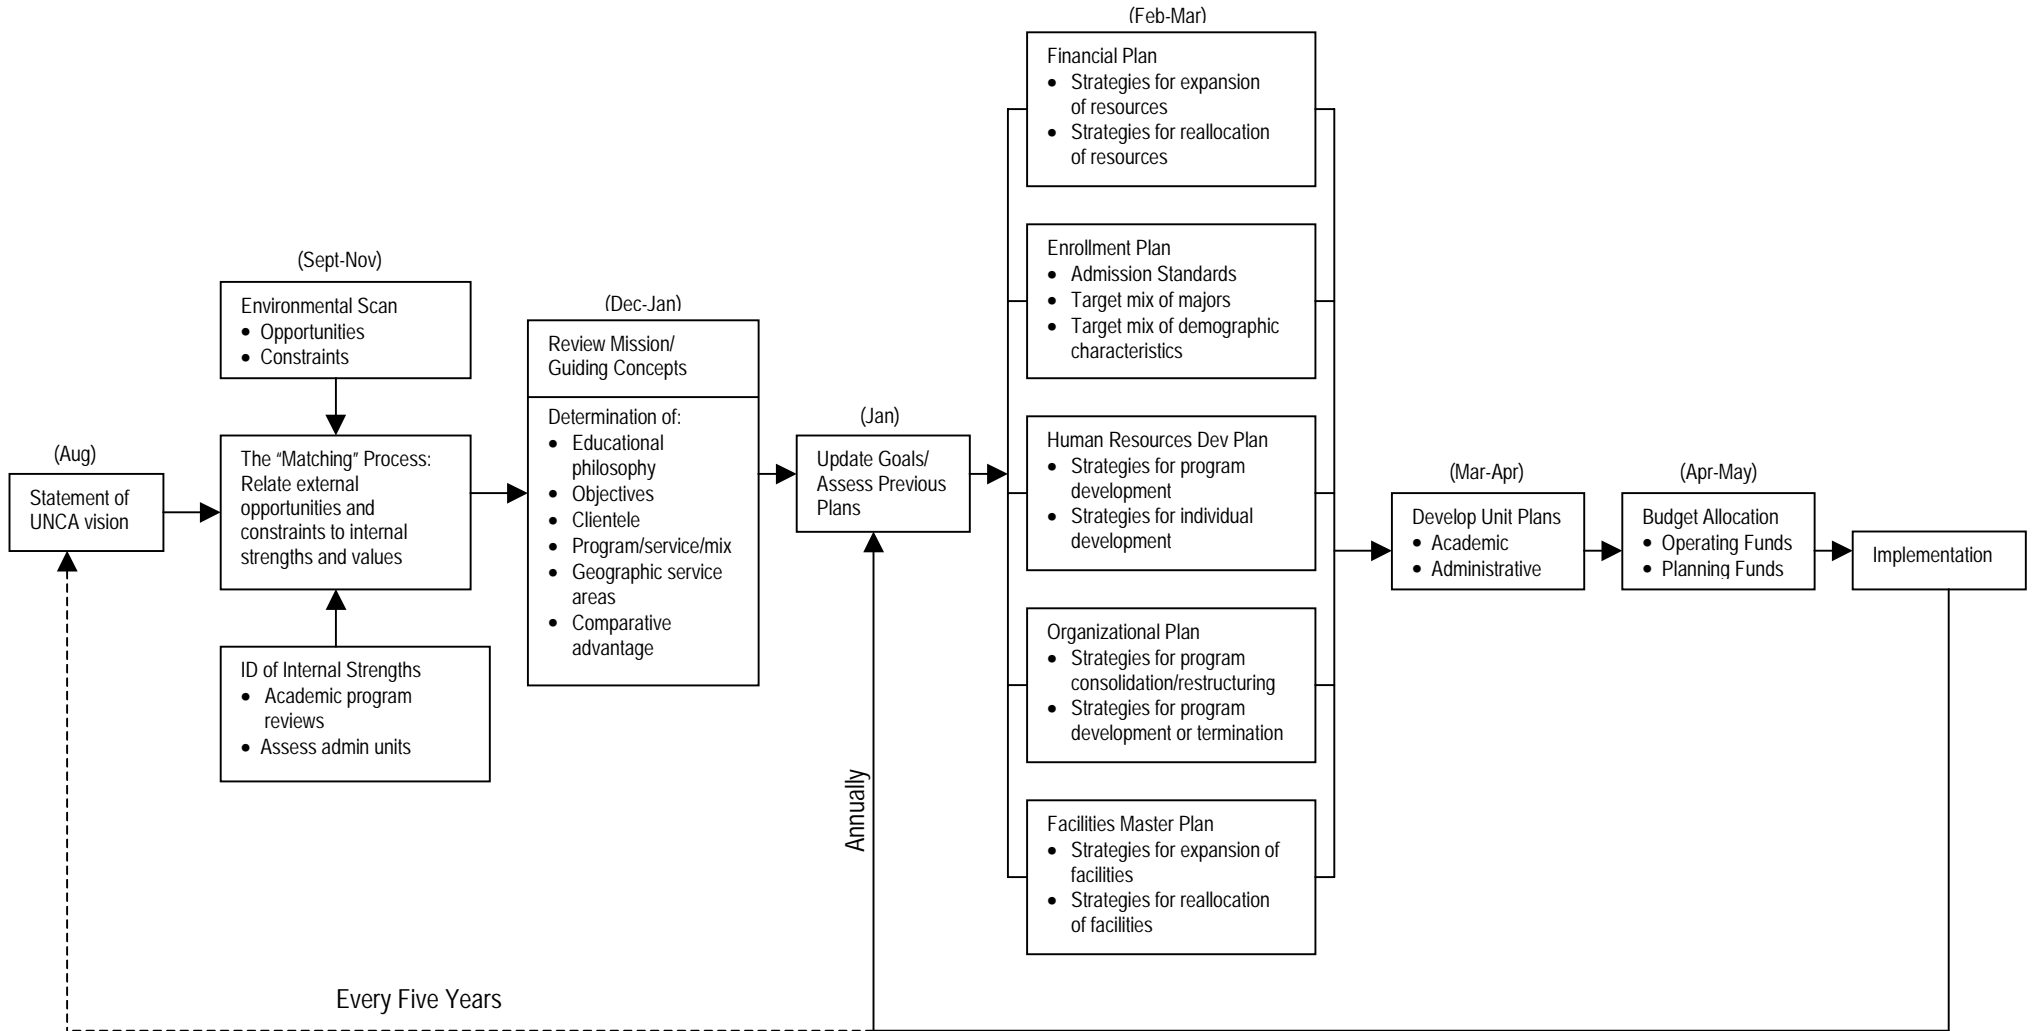 (Aug)
Statement of
UNCA vision
(Sept-Nov)
Environmental Scan
• Opportunities
• Constraints
The “Matching” Process:
Relate external
opportunities and
constraints to internal
strengths and values
ID of Internal Strengths
• Academic program
reviews
• Assess admin units
(Dec-Jan)
Review Mission/
Guiding Concepts
Determination of:
• Educational
philosophy
• Objectives
• Clientele
• Program/service/mix
• Geographic service
areas
• Comparative
advantage
(Jan)
Update Goals/
Assess Previous
Plans
(Feb-Mar)
Financial Plan
• Strategies for expansion
of resources
• Strategies for reallocation
of resources
Enrollment Plan
• Admission Standards
• Target mix of majors
• Target mix of demographic
characteristics
Human Resources Dev Plan
• Strategies for program
development
• Strategies for individual
development
Organizational Plan
• Strategies for program
consolidation/restructuring
• Strategies for program
development or termination
Facilities Master Plan
• Strategies for expansion of
facilities
• Strategies for reallocation
of facilities
(Mar-Apr)
Develop Unit Plans
• Academic
• Administrative
(Apr-May)
Budget Allocation
• Operating Funds
• Planning Funds
Implementation
Annually
Every Five Years